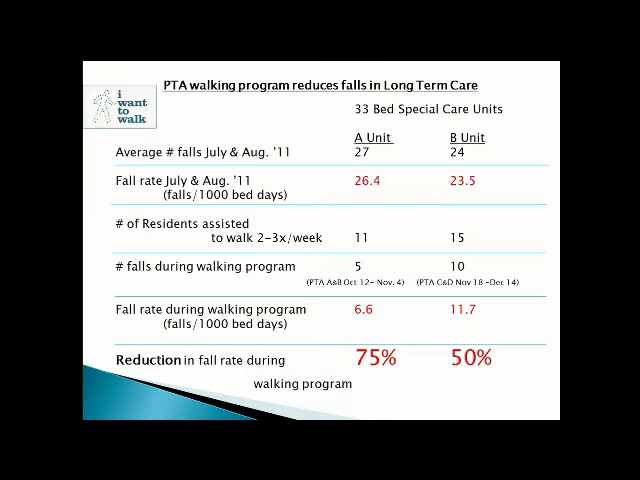 PTA walking program reduces falls in Long Term Care
i
want
to
walk
33 Bed Special Care Units
A Unit B Unit
Average # falls July & Aug. '11 27 24
Fall rate July & Aug. '11 26.4 23.5
(falls/1000 bed days)
# of Residents assisted
to walk 2-3x/week 11 15
# falls during walking program 5 10
(PTA A&B Oct 12- Nov. 4) (PTA C&D Nov 18 -Dec 14)
Fall rate during walking program 6.6 11.7
(falls/1000 bed days)
Reduction in fall rate during 75% 50%
walking program